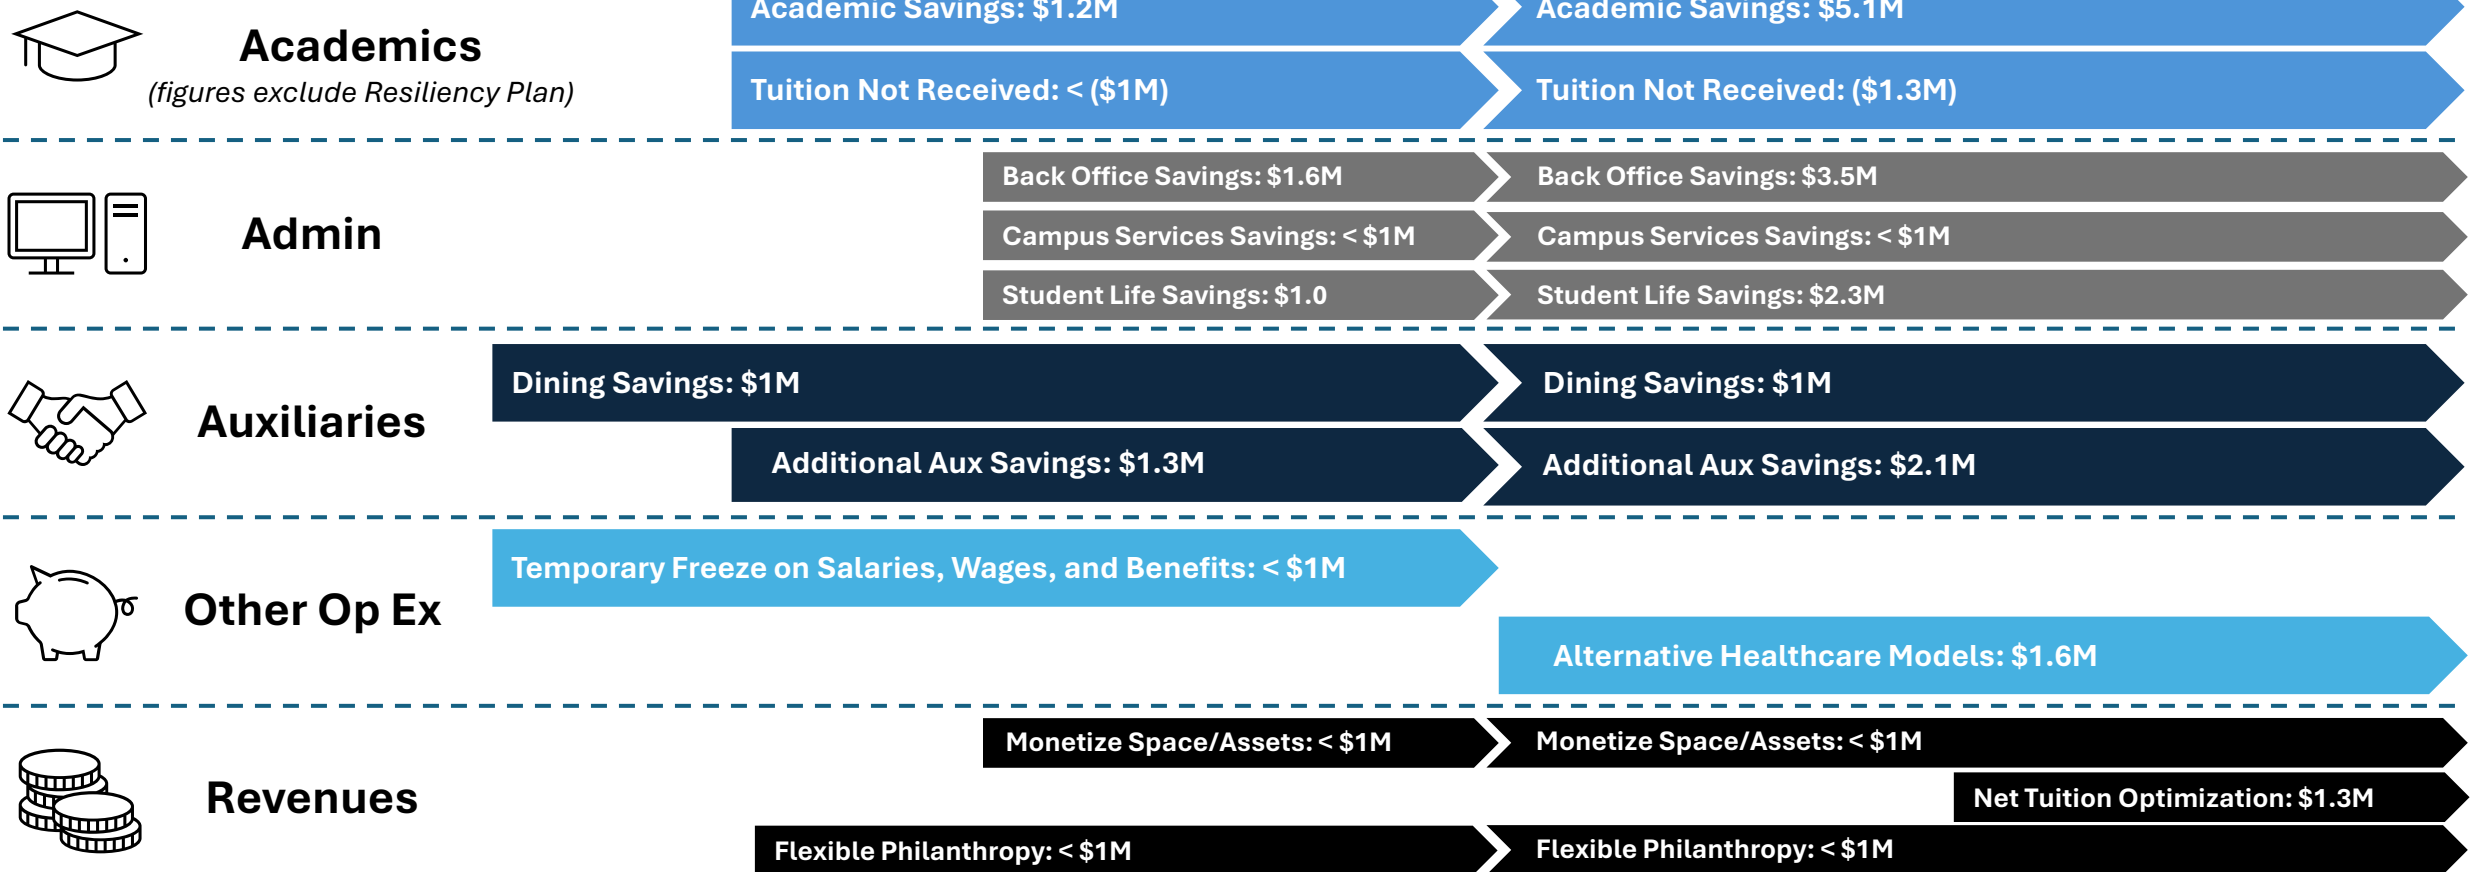 Academic Savings: $1.2M
Academic Savings: $5.1M
Academics
(figures exclude Resiliency Plan)
Tuition Not Received: < ($1M)
Tuition Not Received: ($1.3M)
Back Office Savings: $1.6M
Back Office Savings: $3.5M
Admin
Campus Services Savings: < $1M
Campus Services Savings: < $1M
Student Life Savings: $1.0
Student Life Savings: $2.3M
Dining Savings: $1M
Dining Savings: $1M
Auxiliaries
Additional Aux Savings: $1.3M
Additional Aux Savings: $2.1M
Temporary Freeze on Salaries, Wages, and Benefits: < $1M
Other Op Ex
Alternative Healthcare Models: $1.6M
Monetize Space/Assets: < $1M
Monetize Space/Assets: < $1M
Revenues
Net Tuition Optimization: $1.3M
Flexible Philanthropy: < $1M
Flexible Philanthropy: < $1M